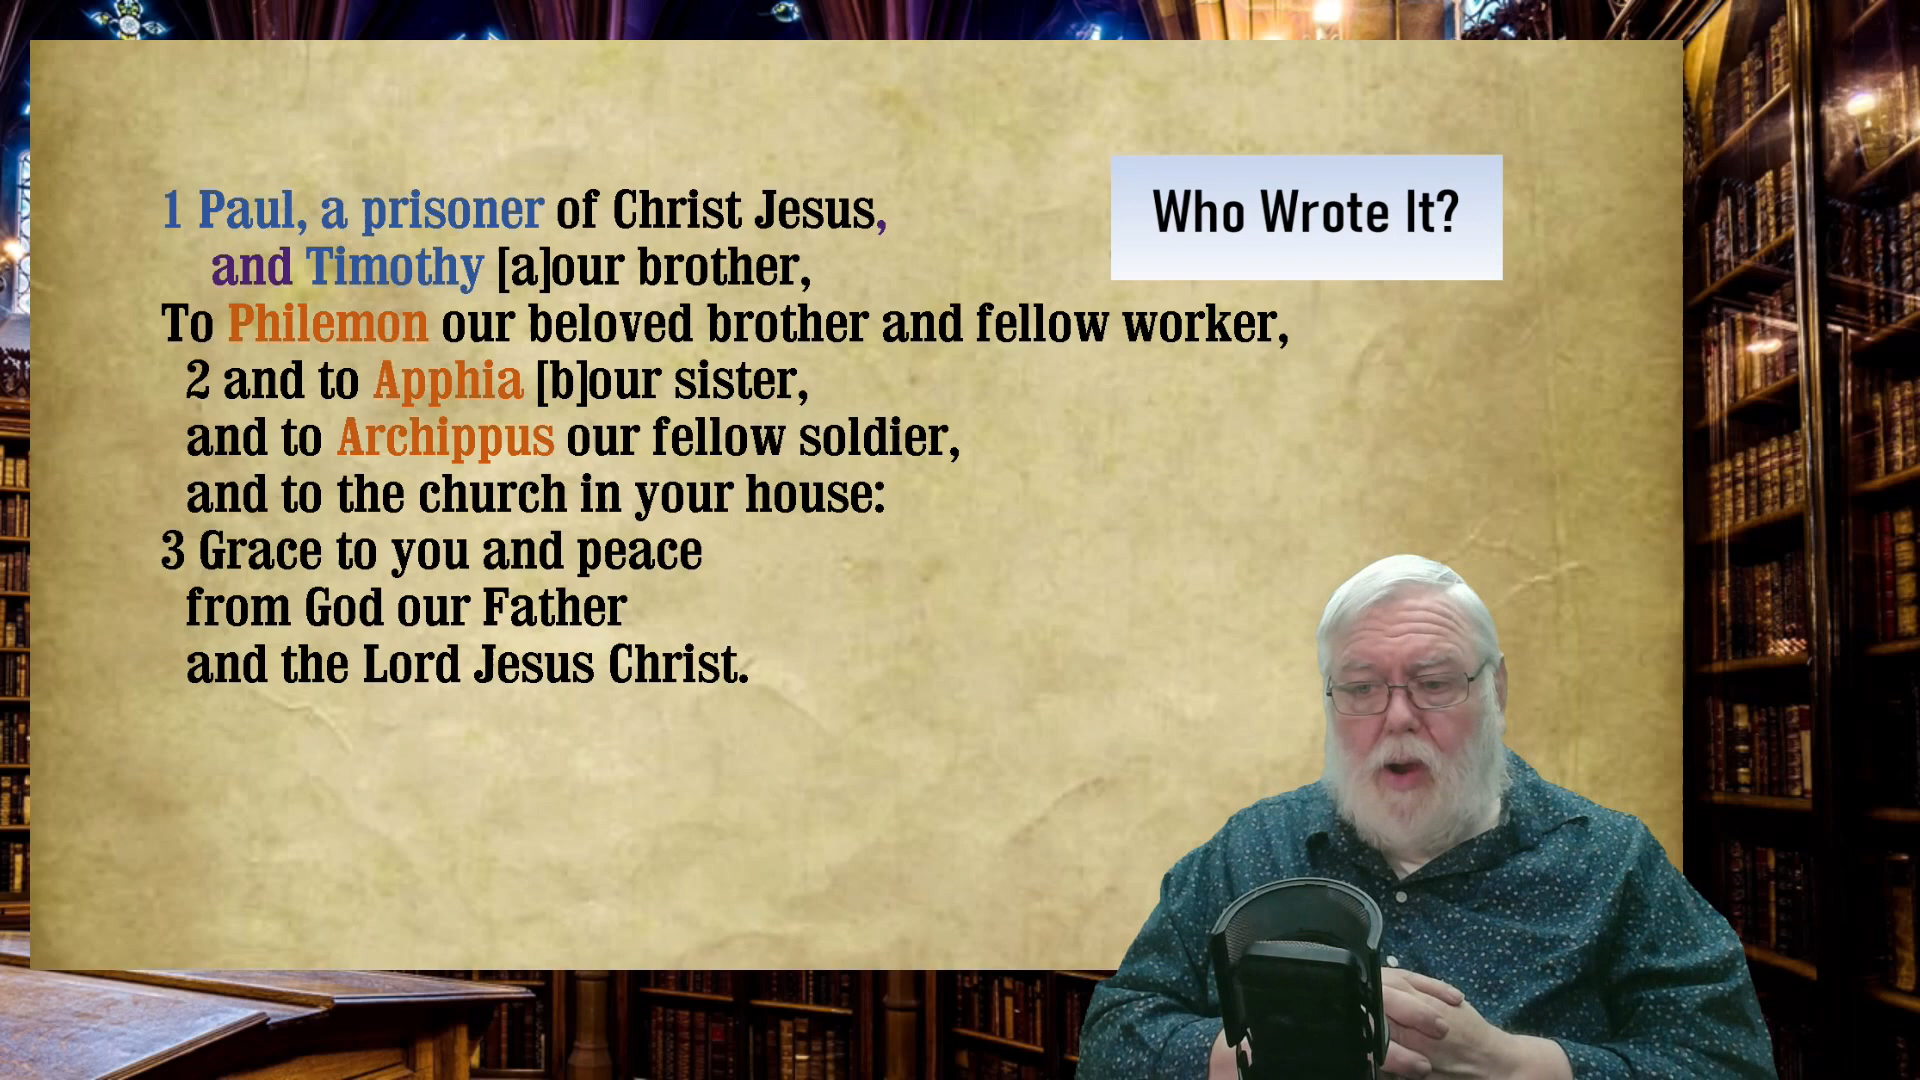 1 Paul, a prisoner of Christ Jesus,
and Timothy [a]our brother,
To Philemon our beloved brother and fellow worker,
2 and to Apphia [b]our sister,
and to Archippus our fellow soldier,
and to the church in your house:
3 Grace to you and peace
from God our Father
and the Lord Jesus Christ.
Who Wrote It?